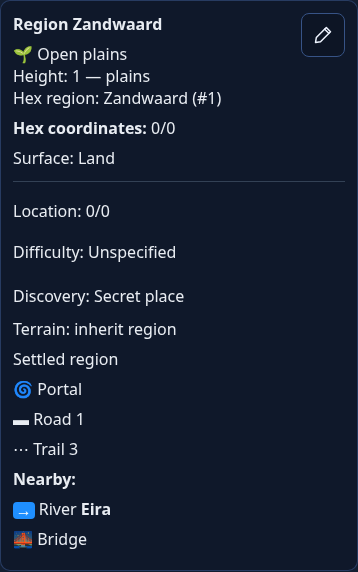 Region Zandwaard
🌱 Open plains
Height: 1 — plains
Hex region: Zandwaard (#1)
Hex coordinates: 0/0
Surface: Land
Location: 0/0
Difficulty: Unspecified
Discovery: Secret place
Terrain: inherit region
Settled region
🌀 Portal
▬ Road 1
⋯ Trail 3
Nearby:
➡ River Eira
🌉 Bridge